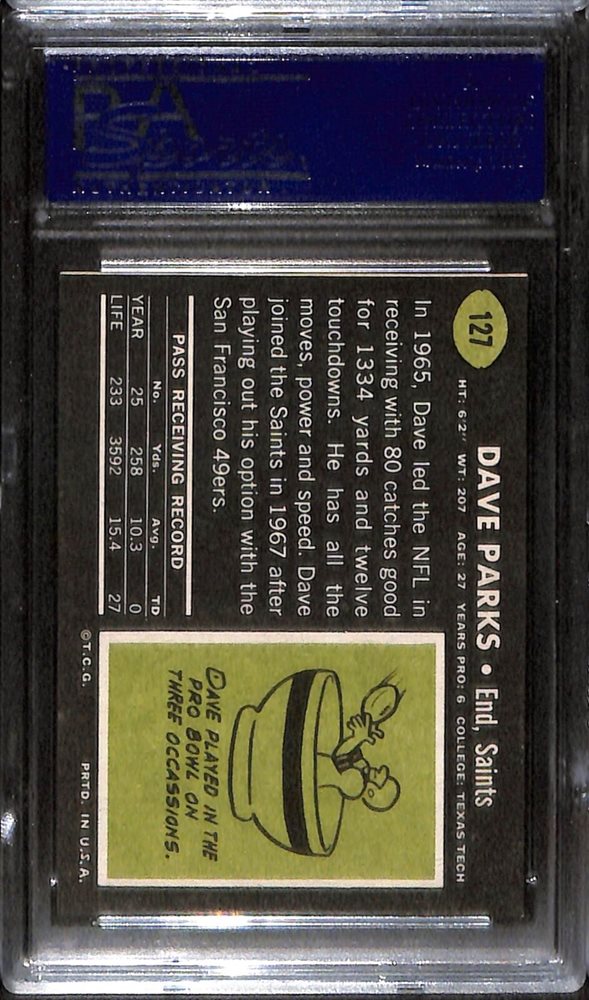 PSA
127
DAVE PARKS • End, Saints
HT: 6'2" WT: 207 AGE: 27 YEARS PRO: 6 COLLEGE: TEXAS TECH
In 1965, Dave led the NFL in
receiving with 80 catches good
for 1334 yards and twelve
touchdowns. He has all the
moves, power and speed. Dave
joined the Saints in 1967 after
playing out his option with the
San Francisco 49ers.
PASS RECEIVING RECORD
No. Yds. Avg. TD
YEAR 25 258 10.3 0
LIFE 233 3592 15.4 27
DAVE PLAYED IN THE
PRO BOWL ON
THREE OCCASSIONS.
©T.C.G. PRTD. IN U.S.A.